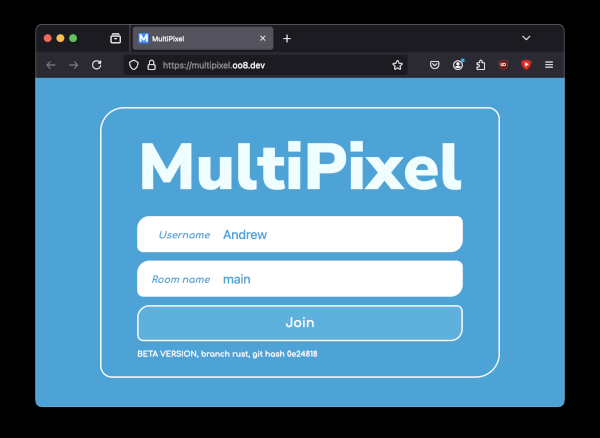 MultiPixel
https://multipixel.oo8.dev
MultiPixel
Username Andrew
Room name main
Join
BETA VERSION, branch rust, git hash 0e24818